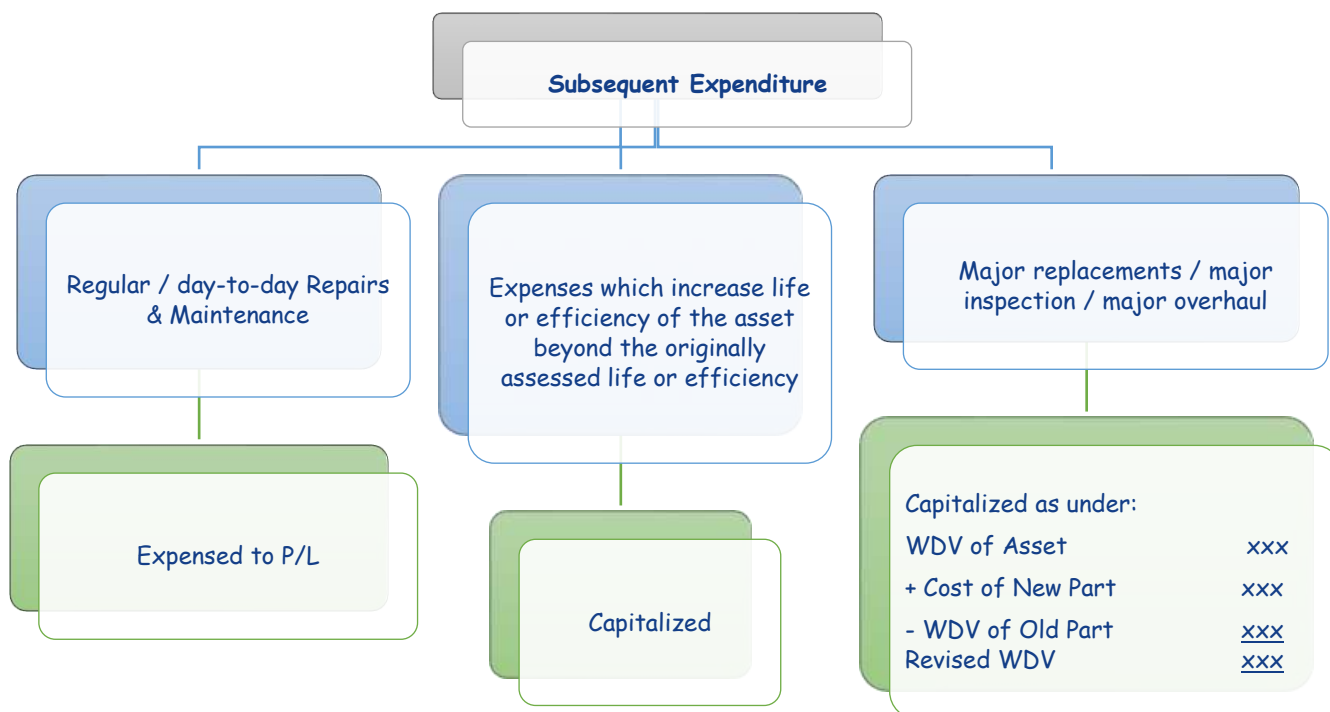 Subsequent Expenditure
Regular / day-to-day Repairs
& Maintenance
Expenses which increase life
or efficiency of the asset
beyond the originally
assessed life or efficiency
Major replacements / major
inspection / major overhaul
Expensed to P/L
Capitalized
Capitalized as under:
WDV of Asset xxx
+ Cost of New Part xxx
- WDV of Old Part xxx
Revised WDV xxx